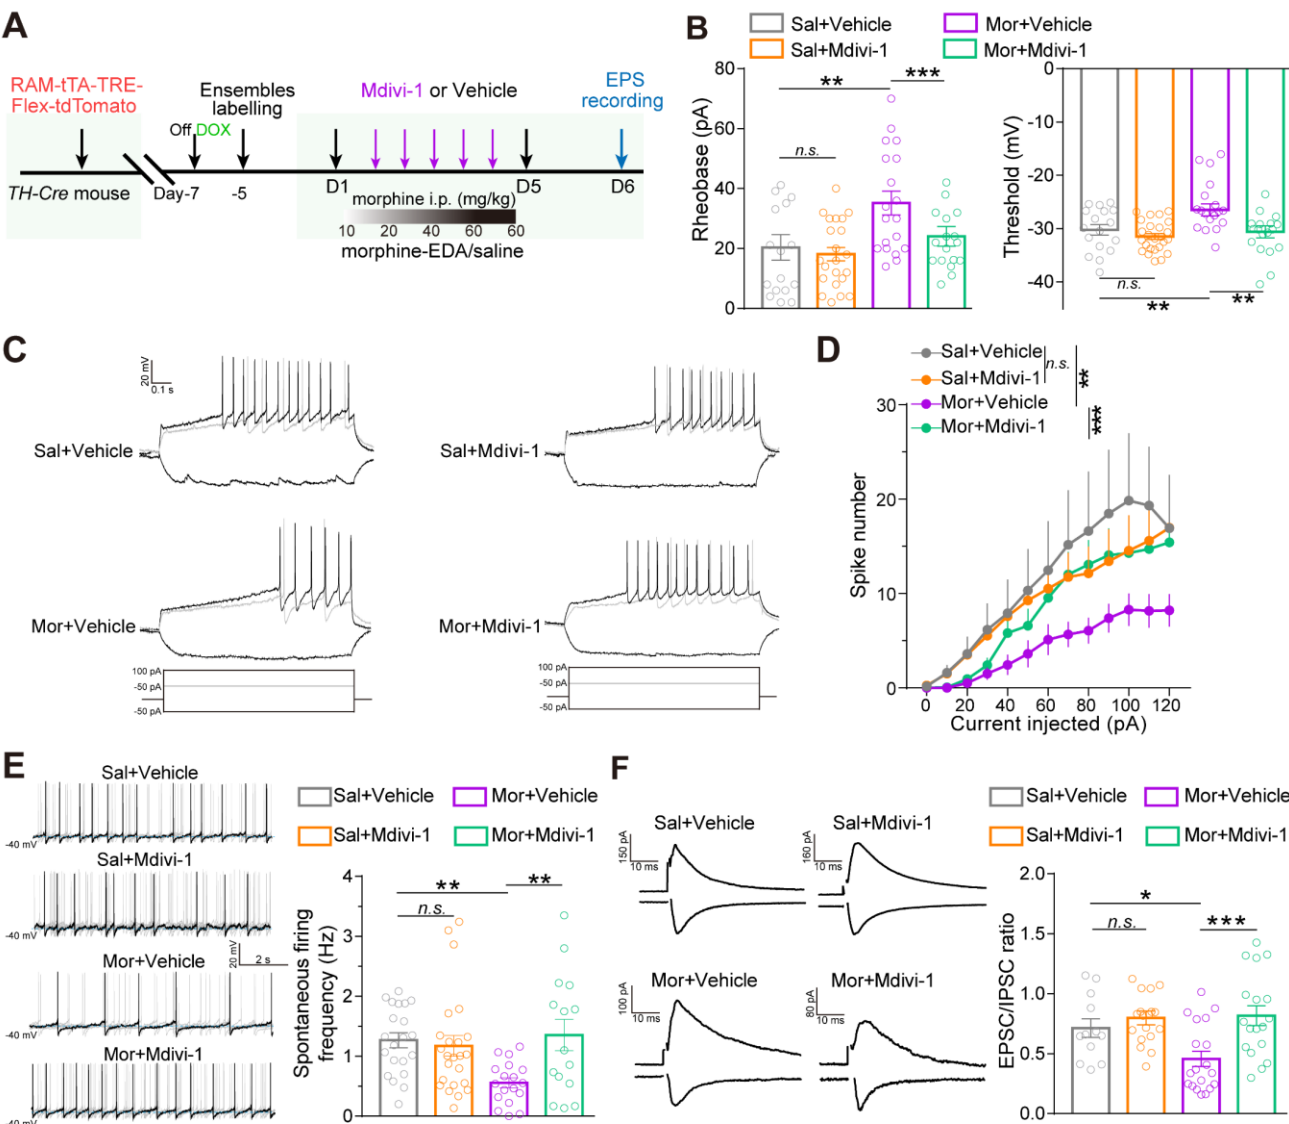 A
RAM-tTA-TRE-
Flex-tdTomato
Ensembles
labelling
Off DOX
Mdivi-1 or Vehicle
EPS
recording
TH-Cre mouse
Day-7
-5
D1
D5
D6
morphine i.p. (mg/kg)
10 20 40 60 60
morphine-EDA/saline
B
Sal+Vehicle
Mor+Vehicle
Sal+Mdivi-1
Mor+Mdivi-1
Rheobase (pA)
80
60
40
20
0
n.s.
**
***
Threshold (mV)
0
-10
-20
-30
-40
n.s.
**
**
C
20 mV
0.1 s
Sal+Vehicle
Sal+Mdivi-1
Mor+Vehicle
Mor+Mdivi-1
100 pA
-50 pA
-50 pA
100 pA
-50 pA
-50 pA
D
Sal+Vehicle
Sal+Mdivi-1
Mor+Vehicle
Mor+Mdivi-1
n.s.
**
***
Spike number
30
20
10
0
0 20 40 60 80 100 120
Current injected (pA)
E
Sal+Vehicle
-40 mV
Sal+Mdivi-1
-40 mV
20 mV
2 s
Mor+Vehicle
-40 mV
Mor+Mdivi-1
-40 mV
Sal+Vehicle
Mor+Vehicle
Sal+Mdivi-1
Mor+Mdivi-1
Spontaneous firing
frequency (Hz)
4
3
2
1
0
**
**
n.s.
F
Sal+Vehicle
150 pA
10 ms
Sal+Mdivi-1
160 pA
10 ms
Mor+Vehicle
100 pA
10 ms
Mor+Mdivi-1
80 pA
10 ms
Sal+Vehicle
Mor+Vehicle
Sal+Mdivi-1
Mor+Mdivi-1
EPSC/IPSC ratio
2.0
1.5
1.0
0.5
0.0
*
n.s.
***